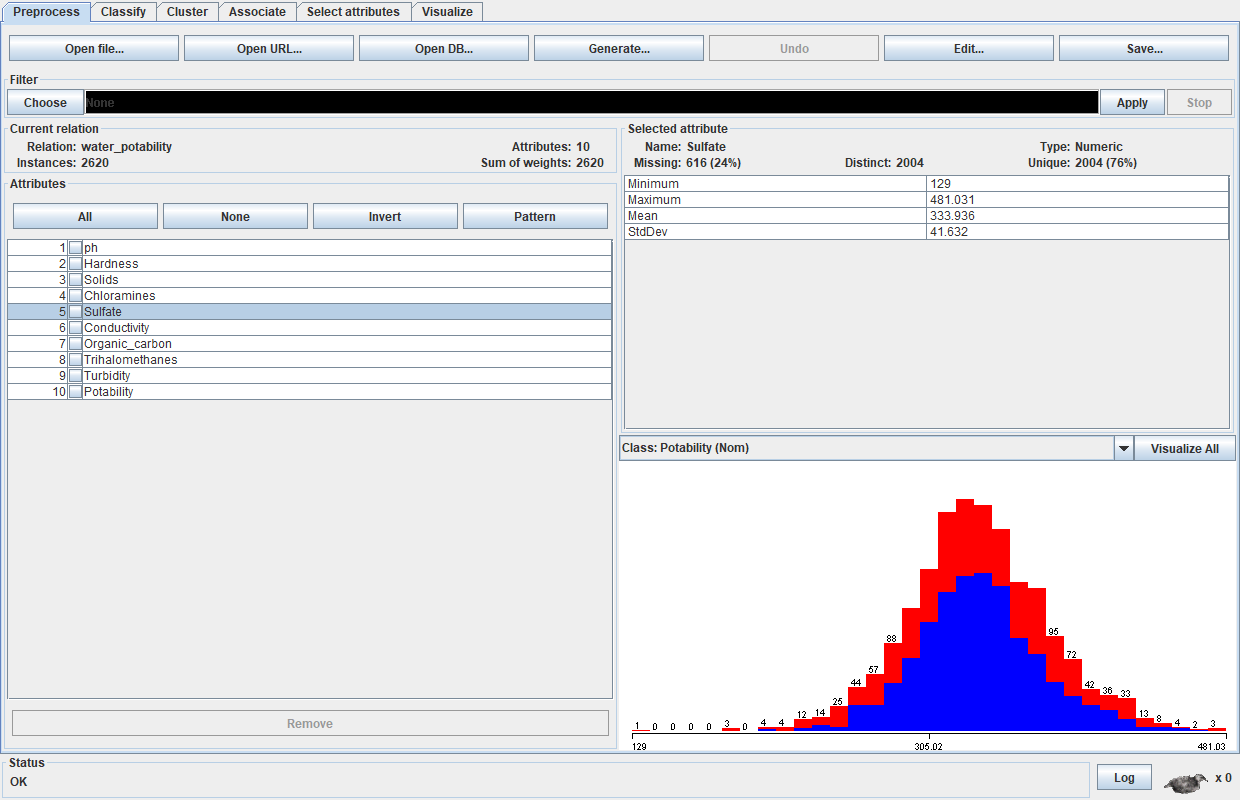 Preprocess Classify Cluster Associate Select attributes Visualize
Open file... Open URL... Open DB... Generate... Undo Edit... Save...
Filter
Choose None Apply Stop
Current relation
Relation: water_potability Attributes: 10
Instances: 2620 Sum of weights: 2620
Selected attribute
Name: Sulfate Type: Numeric
Missing: 616 (24%) Distinct: 2004 Unique: 2004 (76%)
Minimum 129
Maximum 481.031
Mean 333.936
StdDev 41.632
Attributes
All None Invert Pattern
1 ph
2 Hardness
3 Solids
4 Chloramines
5 Sulfate
6 Conductivity
7 Organic_carbon
8 Trihalomethanes
9 Turbidity
10 Potability
Remove
Class: Potability (Nom) Visualize All
1 0 0 0 0 3 0 4 4 12 14 25 44 57 88 95 72 42 36 33 13 8 4 2 3
129 305.02 481.03
Status
OK
Log x 0